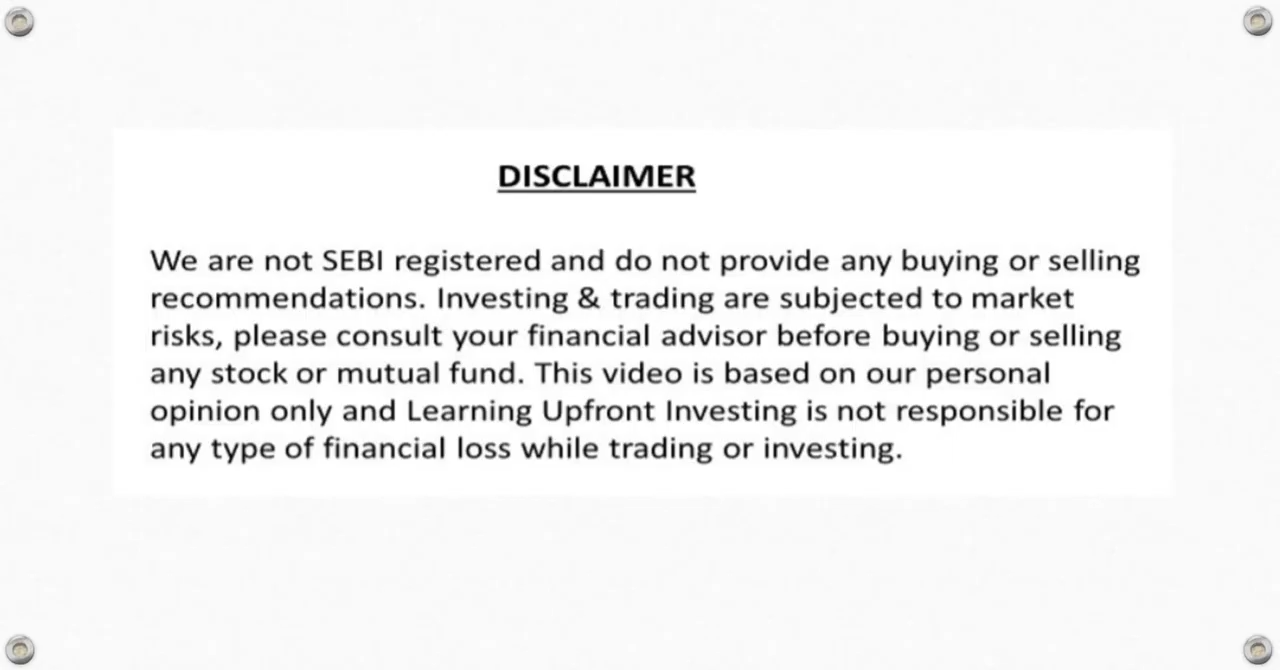 DISCLAIMER
We are not SEBI registered and do not provide any buying or selling
recommendations. Investing & trading are subjected to market
risks, please consult your financial advisor before buying or selling
any stock or mutual fund. This video is based on our personal
opinion only and Learning Upfront Investing is not responsible for
any type of financial loss while trading or investing.